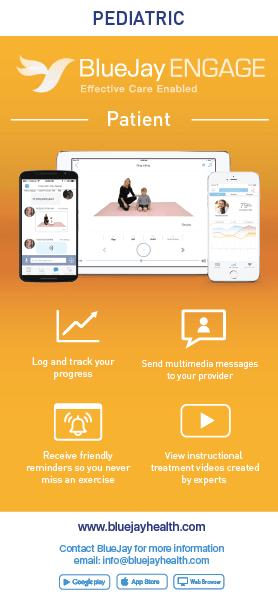 PEDIATRIC
BlueJay ENGAGE
Effective Care Enabled
Patient
79%
Log and track your
progress
Send multimedia messages
to your provider
Receive friendly
reminders so you never
miss an exercise
View instructional
treatment videos created
by experts
www.bluejayhealth.com
Contact BlueJay for more information
email: info@bluejayhealth.com
Google play
App Store
Web Browser